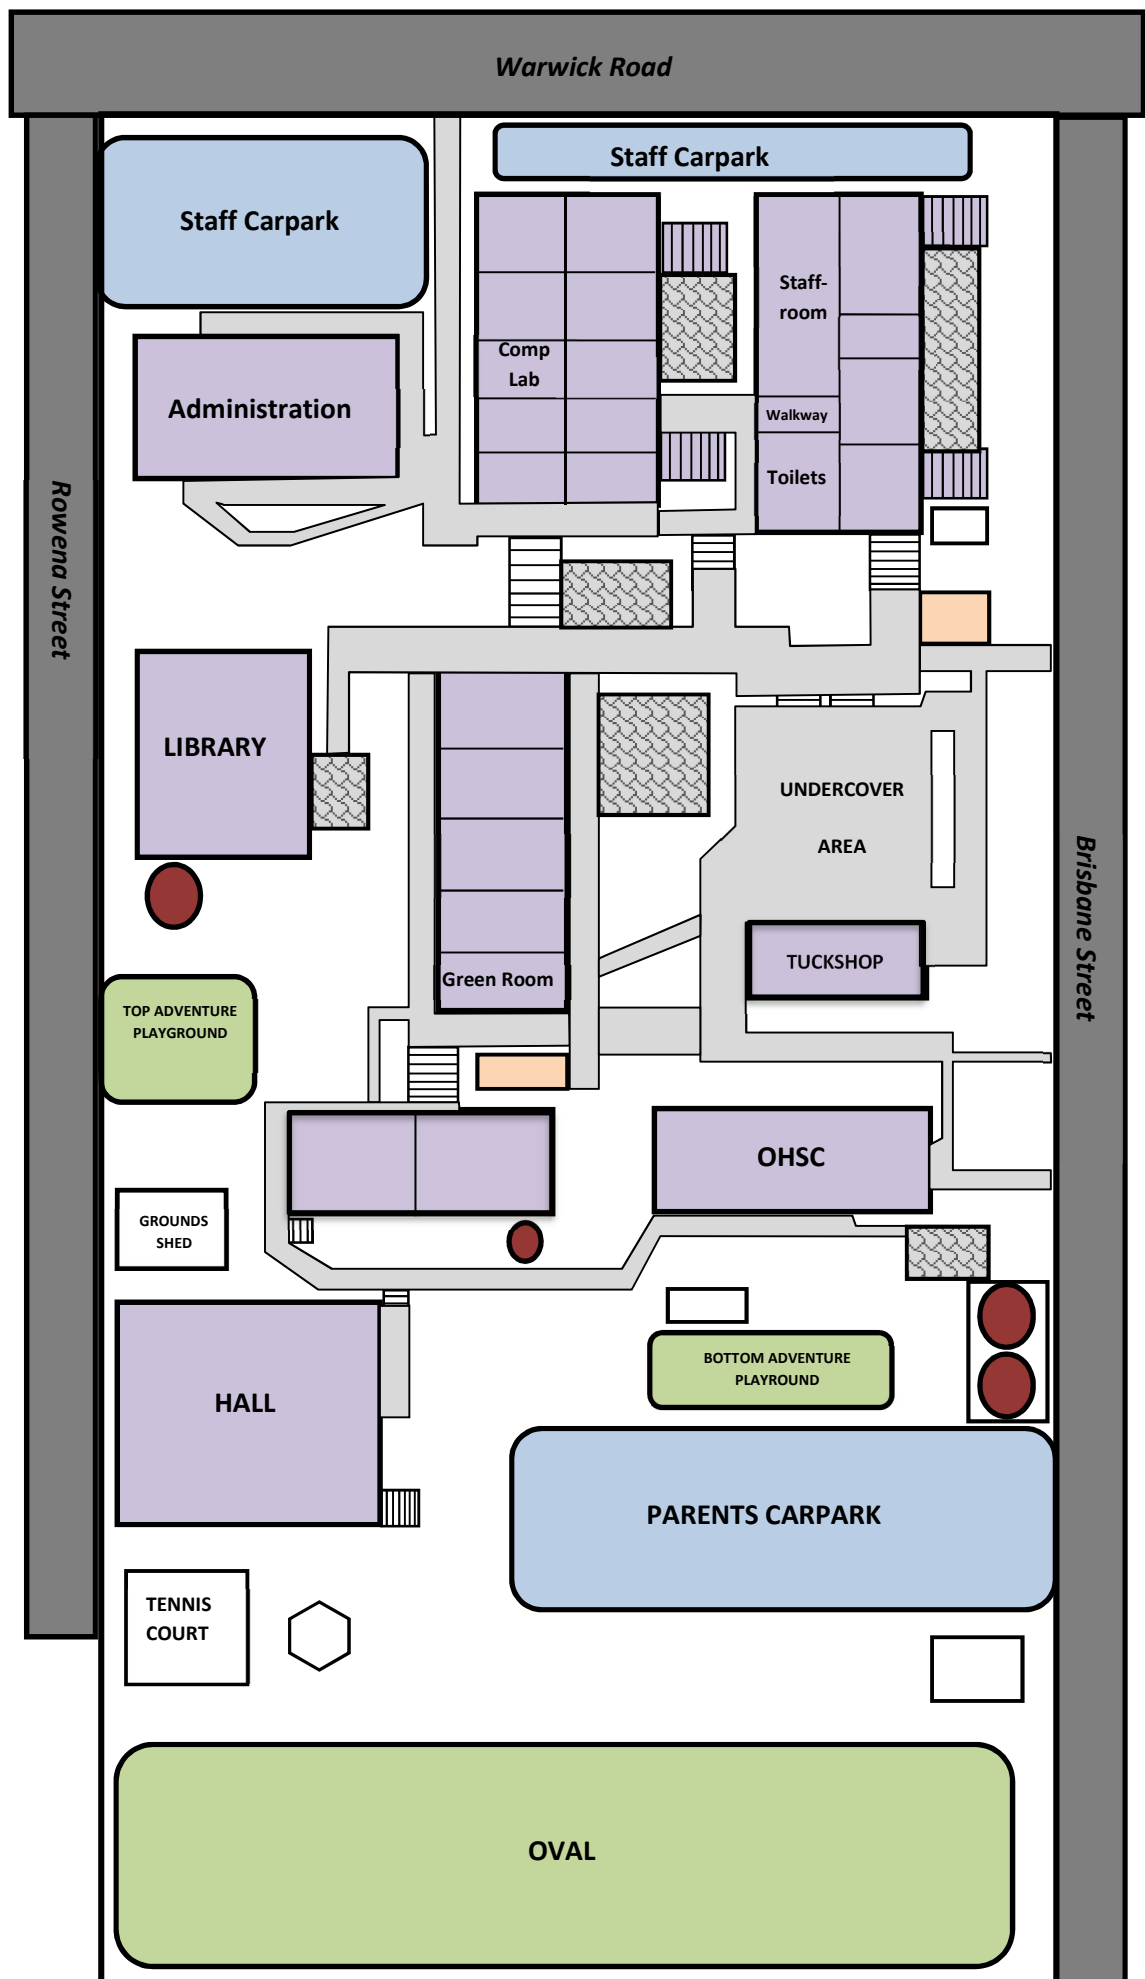 Warwick Road
Staff Carpark
Staff Carpark
Staff-
room
Comp
Lab
Administration
Walkway
Toilets
Rowena Street
LIBRARY
UNDERCOVER
AREA
Brisbane Street
TUCKSHOP
Green Room
TOP ADVENTURE
PLAYGROUND
OHSC
GROUNDS
SHED
BOTTOM ADVENTURE
PLAYROUND
HALL
PARENTS CARPARK
TENNIS
COURT
OVAL